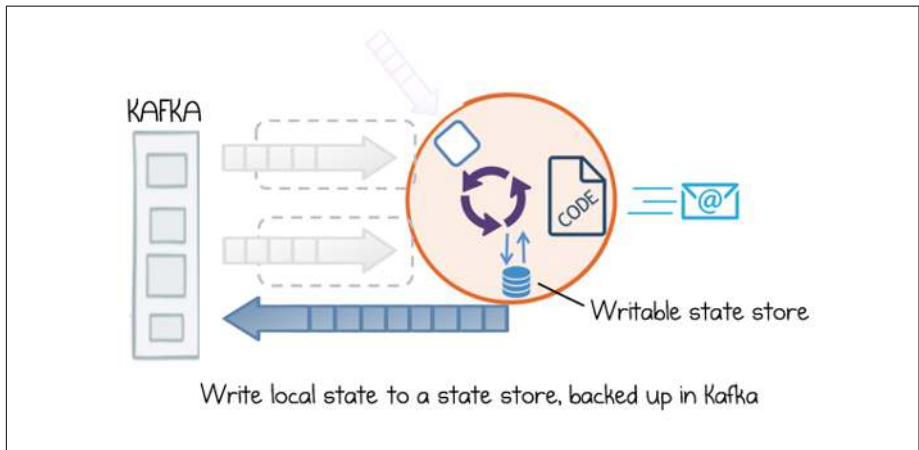 KAFKA
CODE
@
Writable state store
Write local state to a state store, backed up in Kafka